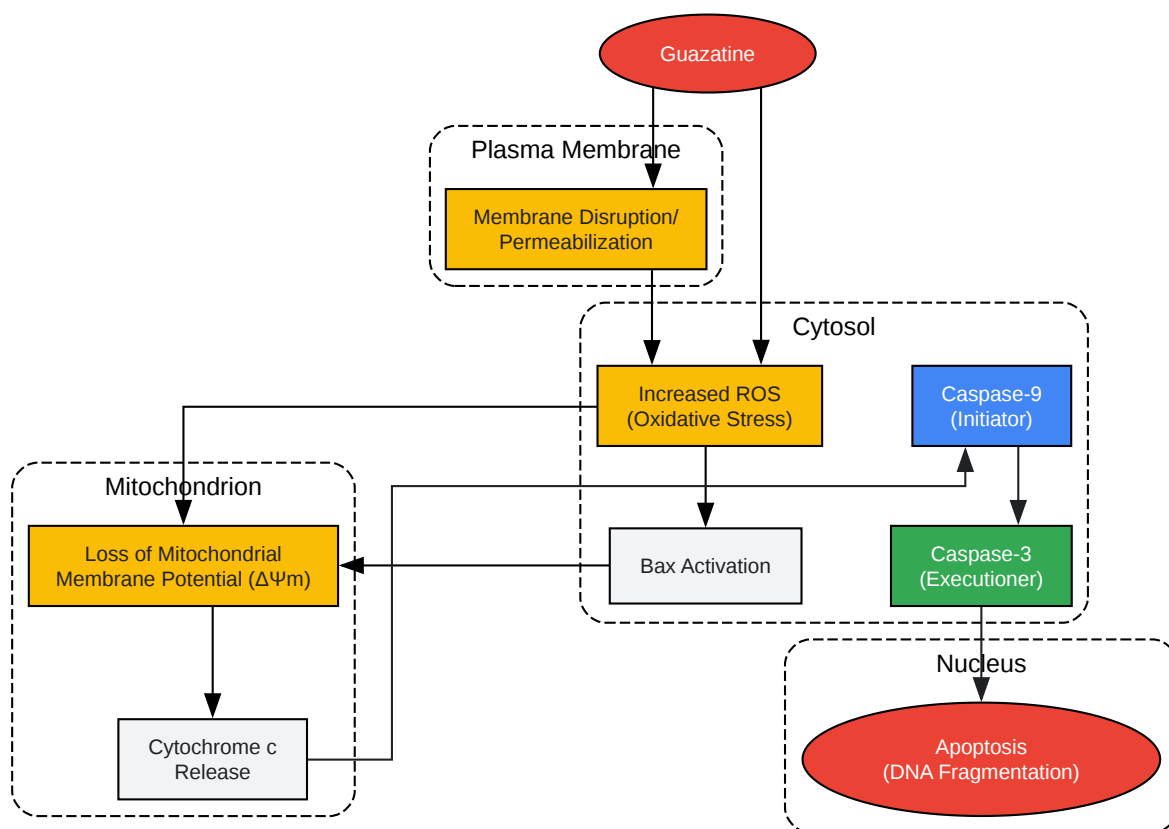 Guazatine
Plasma Membrane
Membrane Disruption/
Permeabilization
Cytosol
Increased ROS
(Oxidative Stress)
Caspase-9
(Initiator)
Mitochondrion
Loss of Mitochondrial
Membrane Potential (ΔΨm)
Bax Activation
Caspase-3
(Executioner)
Nucleus
Cytochrome c
Release
Apoptosis
(DNA Fragmentation)